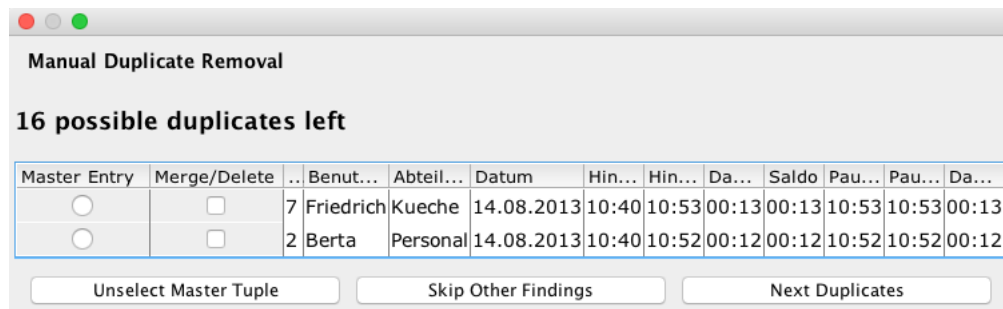 Manual Duplicate Removal
16 possible duplicates left
Master Entry Merge/Delete ... Benut... Abteil... Datum Hin... Hin... Da... Saldo Pau... Pau... Da...
7 Friedrich Kueche 14.08.2013 10:40 10:53 00:13 00:13 10:53 10:53 00:13
2 Berta Personal 14.08.2013 10:40 10:52 00:12 00:12 10:52 10:52 00:12
Unselect Master Tuple Skip Other Findings Next Duplicates